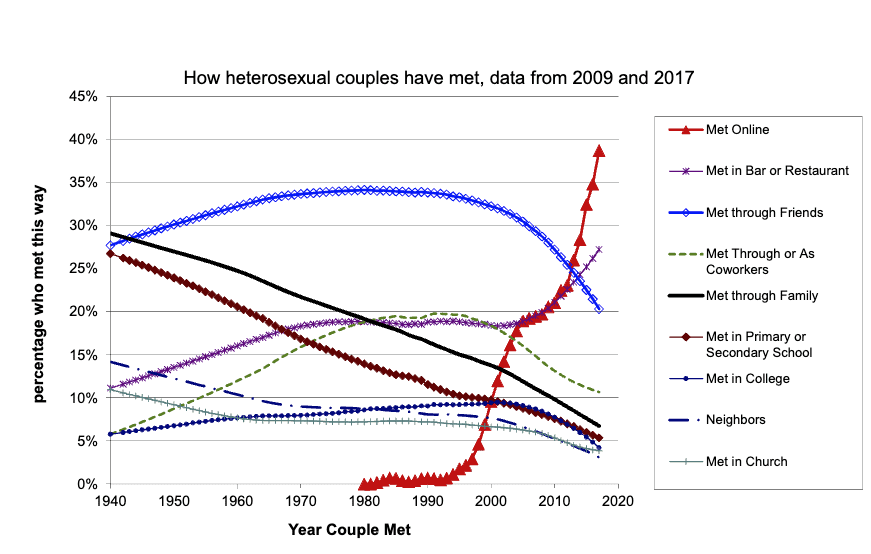 How heterosexual couples have met, data from 2009 and 2017
percentage who met this way
45%
40%
35%
30%
25%
20%
15%
10%
5%
0%
1940 1950 1960 1970 1980 1990 2000 2010 2020
Year Couple Met
Met Online
Met in Bar or Restaurant
Met through Friends
Met Through or As
Coworkers
Met through Family
Met in Primary or
Secondary School
Met in College
Neighbors
Met in Church